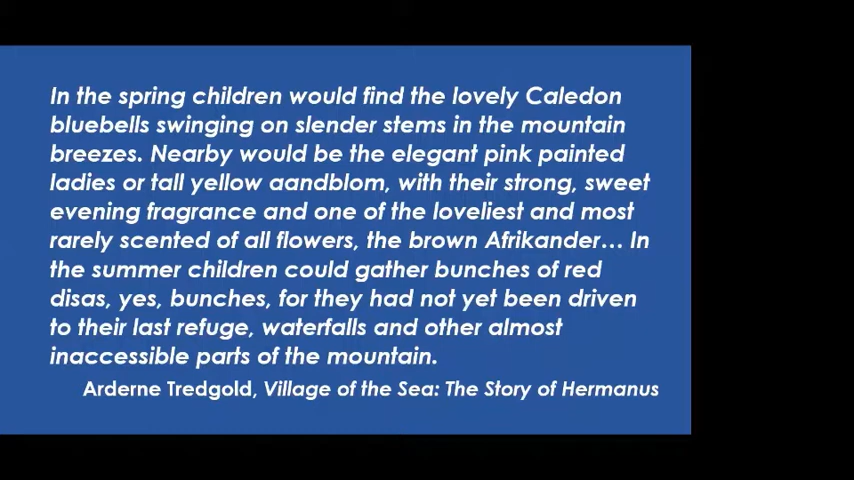 In the spring children would find the lovely Caledon
bluebells swinging on slender stems in the mountain
breezes. Nearby would be the elegant pink painted
ladies or tall yellow aandblom, with their strong, sweet
evening fragrance and one of the loveliest and most
rarely scented of all flowers, the brown Afrikander… In
the summer children could gather bunches of red
disas, yes, bunches, for they had not yet been driven
to their last refuge, waterfalls and other almost
inaccessible parts of the mountain.
Arderne Tredgold, Village of the Sea: The Story of Hermanus